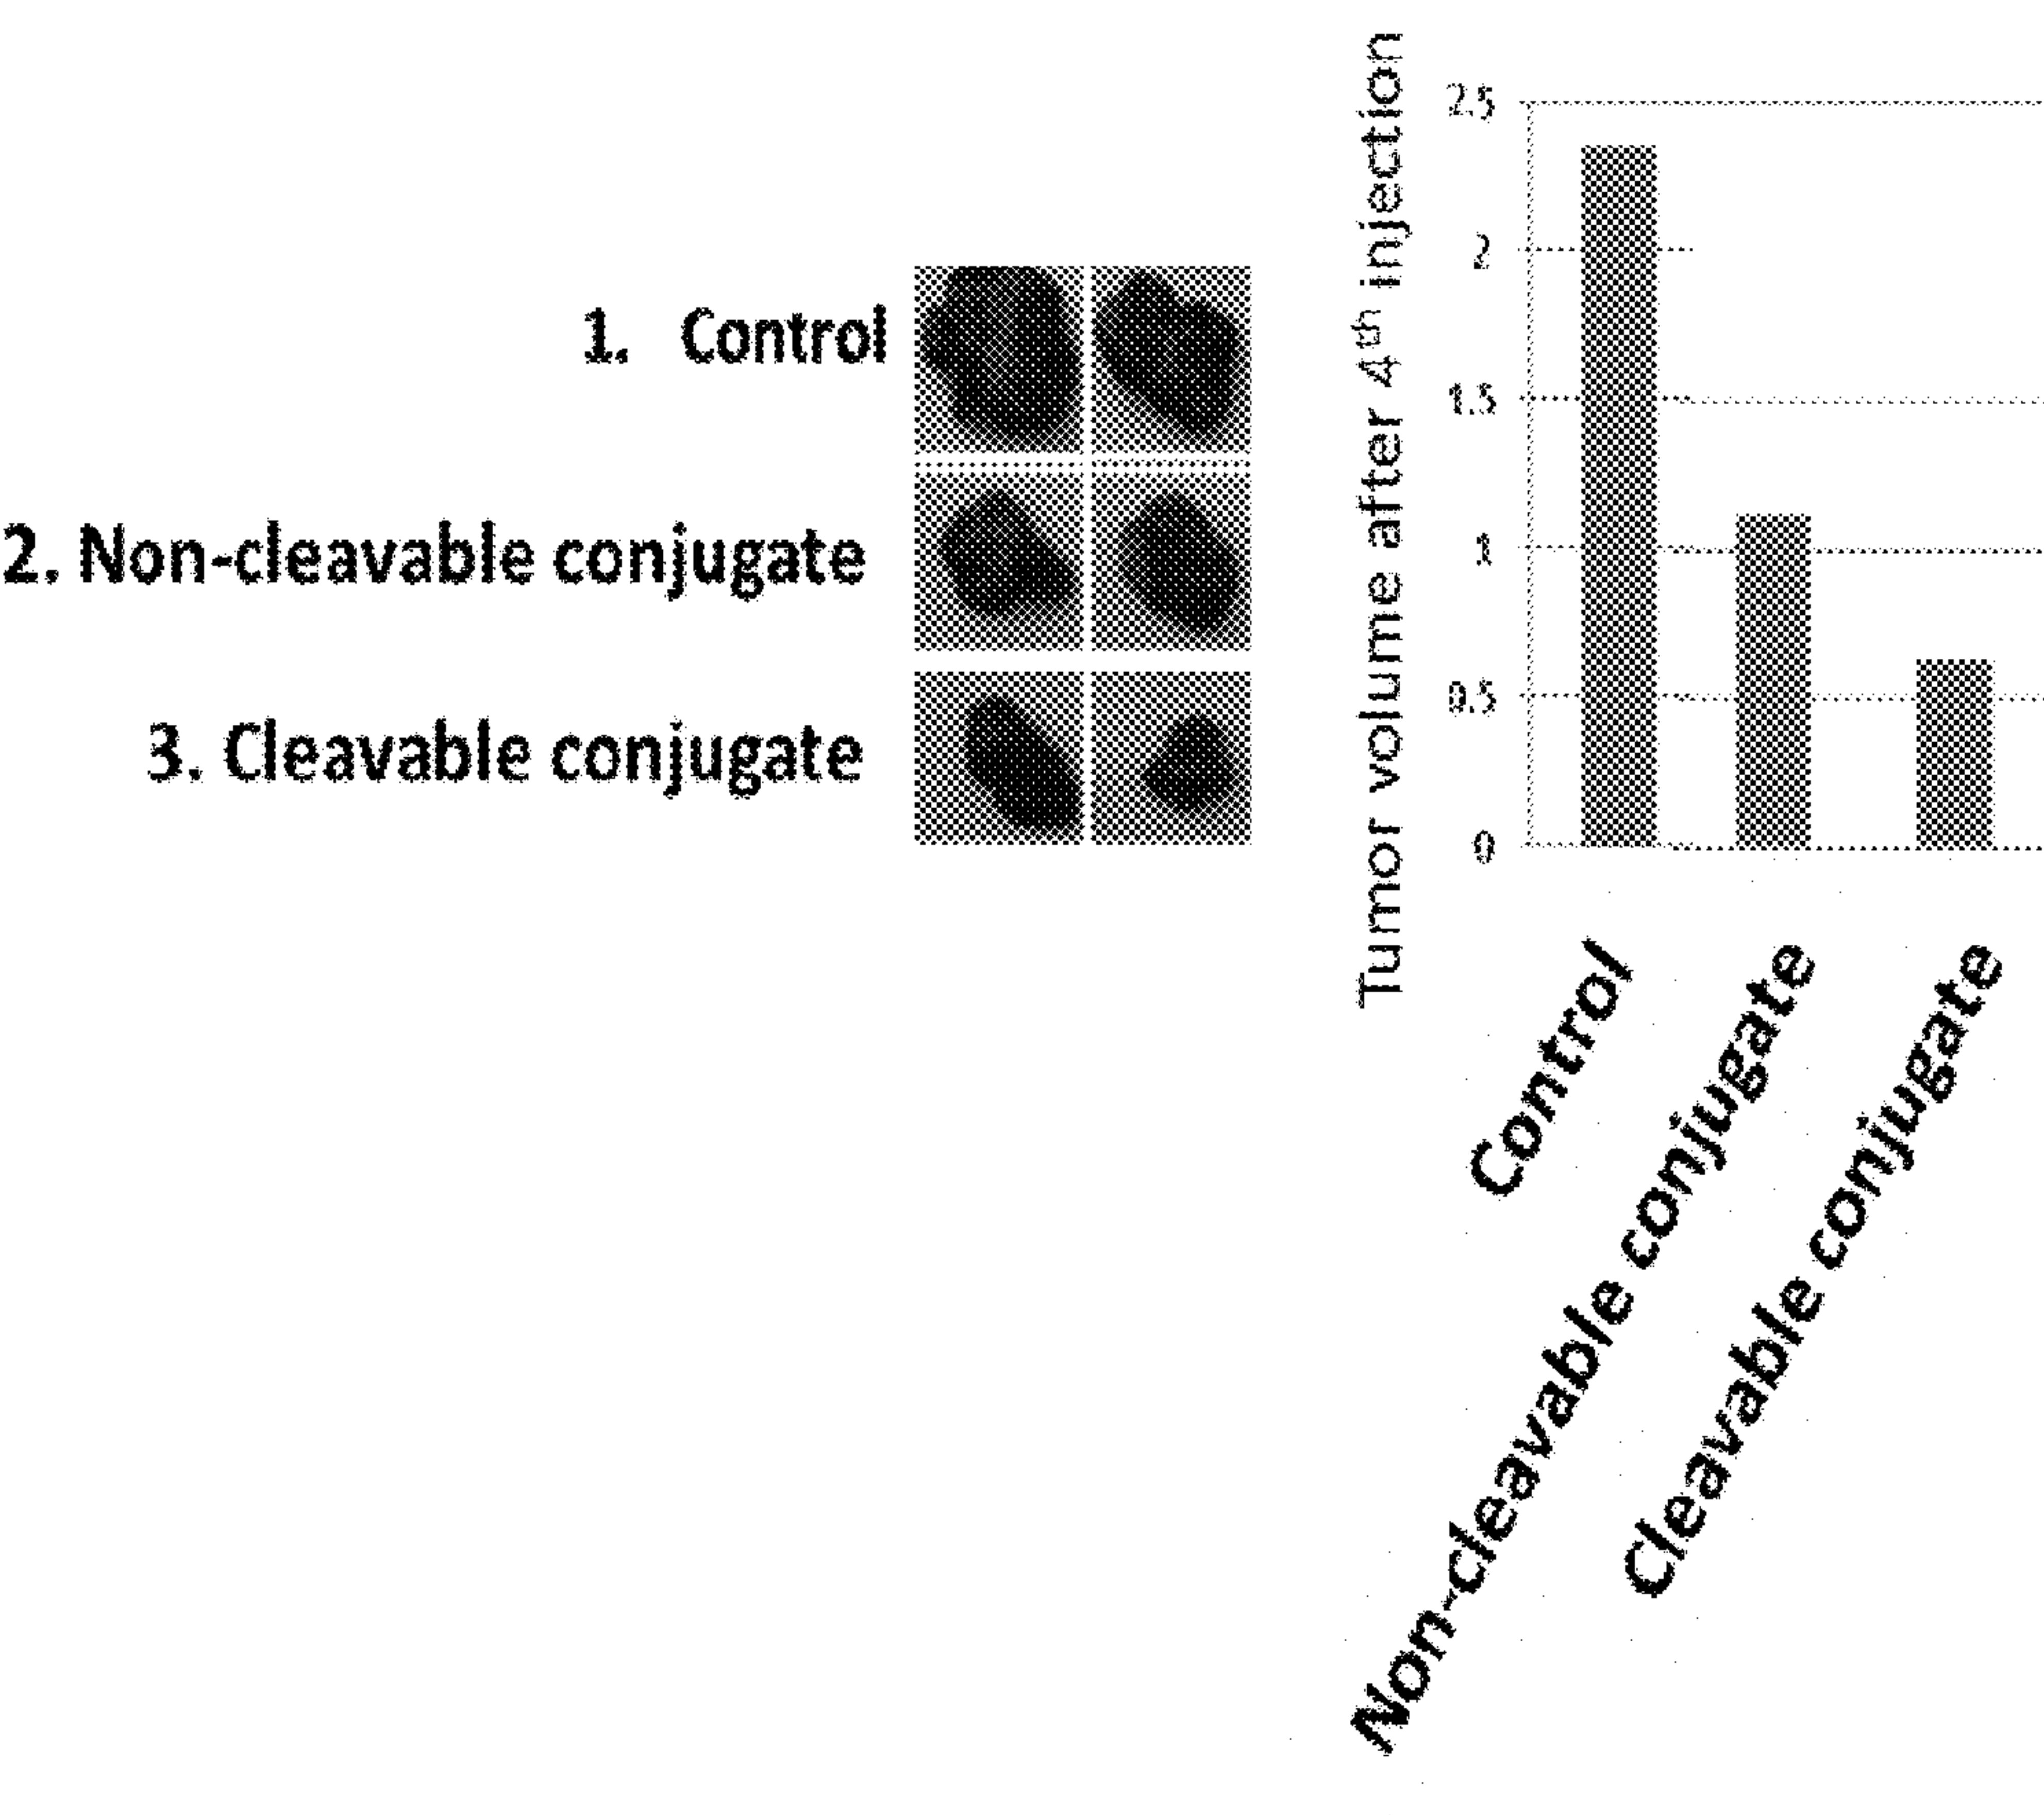 1. Control
2. Non-cleavable conjugate
3. Cleavable conjugate
Tumor volume after 4th injection
2.5
2
1.5
1
0.5
0
Control
Non-cleavable conjugate
Cleavable conjugate